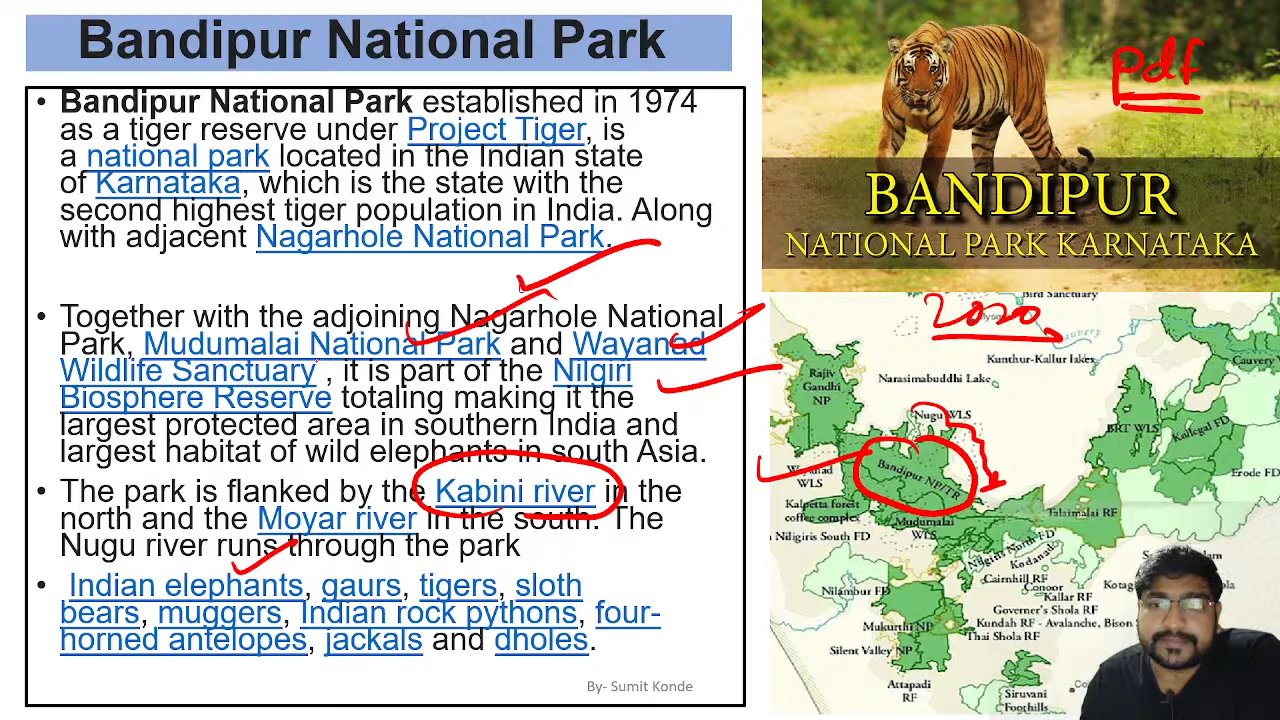 Bandipur National Park
• Bandipur National Park established in 1974
as a tiger reserve under Project Tiger, is
a national park located in the Indian state
of Karnataka, which is the state with the
second highest tiger population in India. Along
with adjacent Nagarhole National Park.
• Together with the adjoining Nagarhole National
Park, Mudumalai National Park and Wayanad
Wildlife Sanctuary , it is part of the Nilgiri
Biosphere Reserve totaling making it the
largest protected area in southern India and
largest habitat of wild elephants in south Asia.
• The park is flanked by the Kabini river in the
north and the Moyar river in the south. The
Nugu river runs through the park
• Indian elephants, gaurs, tigers, sloth
bears, muggers, Indian rock pythons, four-
horned antelopes, jackals and dholes.
By- Sumit Konde
pdf
BANDIPUR
NATIONAL PARK KARNATAKA
Bird Sanctuary
2020
Cauvery
Kunthur-Kallur lakes
Cauvery
Rajiv
Gandhi
NP
Narasimabuddhi Lake
Nugu WLS
BRT WLS
Kollegal FD
Bandipur NP/TR
Wayanad
WLS
Erode FD
Kalpetta forest
coffee complex
Mudumalai
WLS
Talaimalai RF
Niligiris South FD
Nilgiris North FD
Kodanad
Cairnhill RF
Coonoor
Kallar RF
Nilambur FD
Governer's Shola RF
Kundah RF - Avalanche, Bison
Mukurthi NP
Thai Shola RF
Silent Valley NP
Attapadi
RF
Siruvani
Foothills